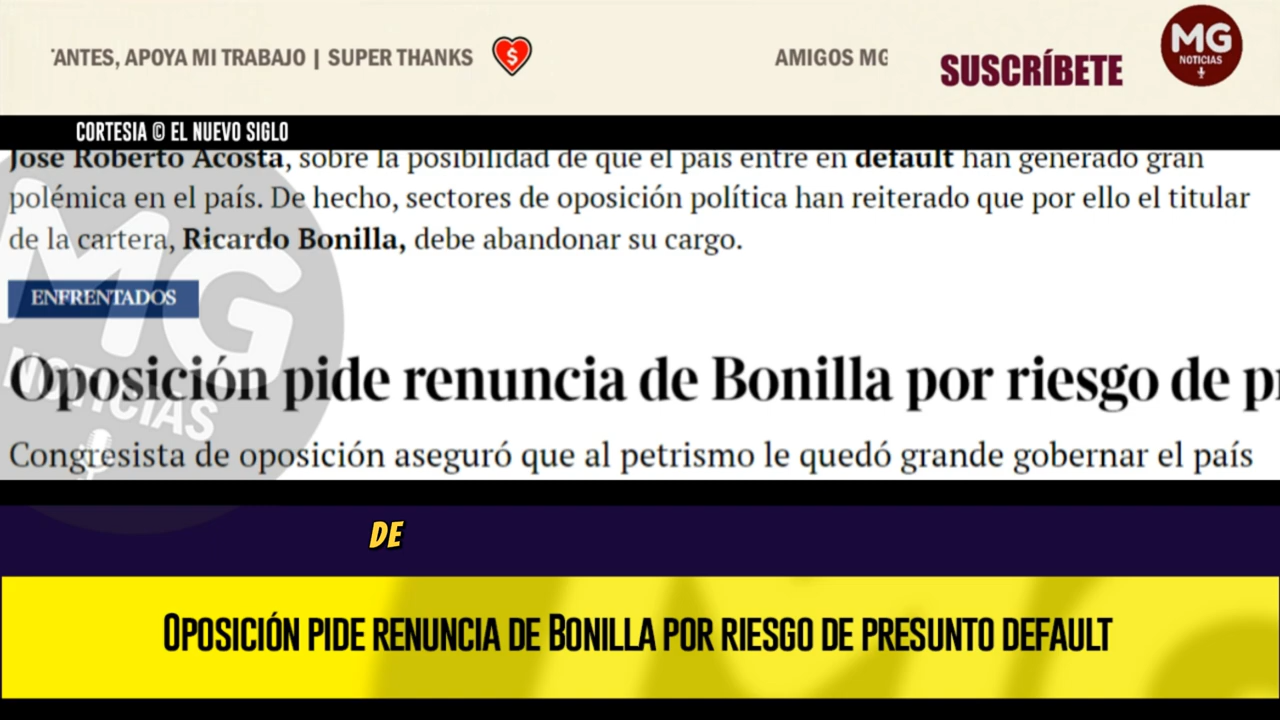 ANTES, APOYA MI TRABAJO | SUPER THANKS
$
AMIGOS MG
SUSCRÍBETE
MG
NOTICIAS
CORTESIA © EL NUEVO SIGLO
José Roberto Acosta, sobre la posibilidad de que el país entre en default han generado gran
polémica en el país. De hecho, sectores de oposición política han reiterado que por ello el titular
de la cartera, Ricardo Bonilla, debe abandonar su cargo.
ENFRENTADOS
MG
NOTICIAS
Oposición pide renuncia de Bonilla por riesgo de pr
Congresista de oposición aseguró que al petrismo le quedó grande gobernar el país
DE
OPOSICIÓN PIDE RENUNCIA DE BONILLA POR RIESGO DE PRESUNTO DEFAULT